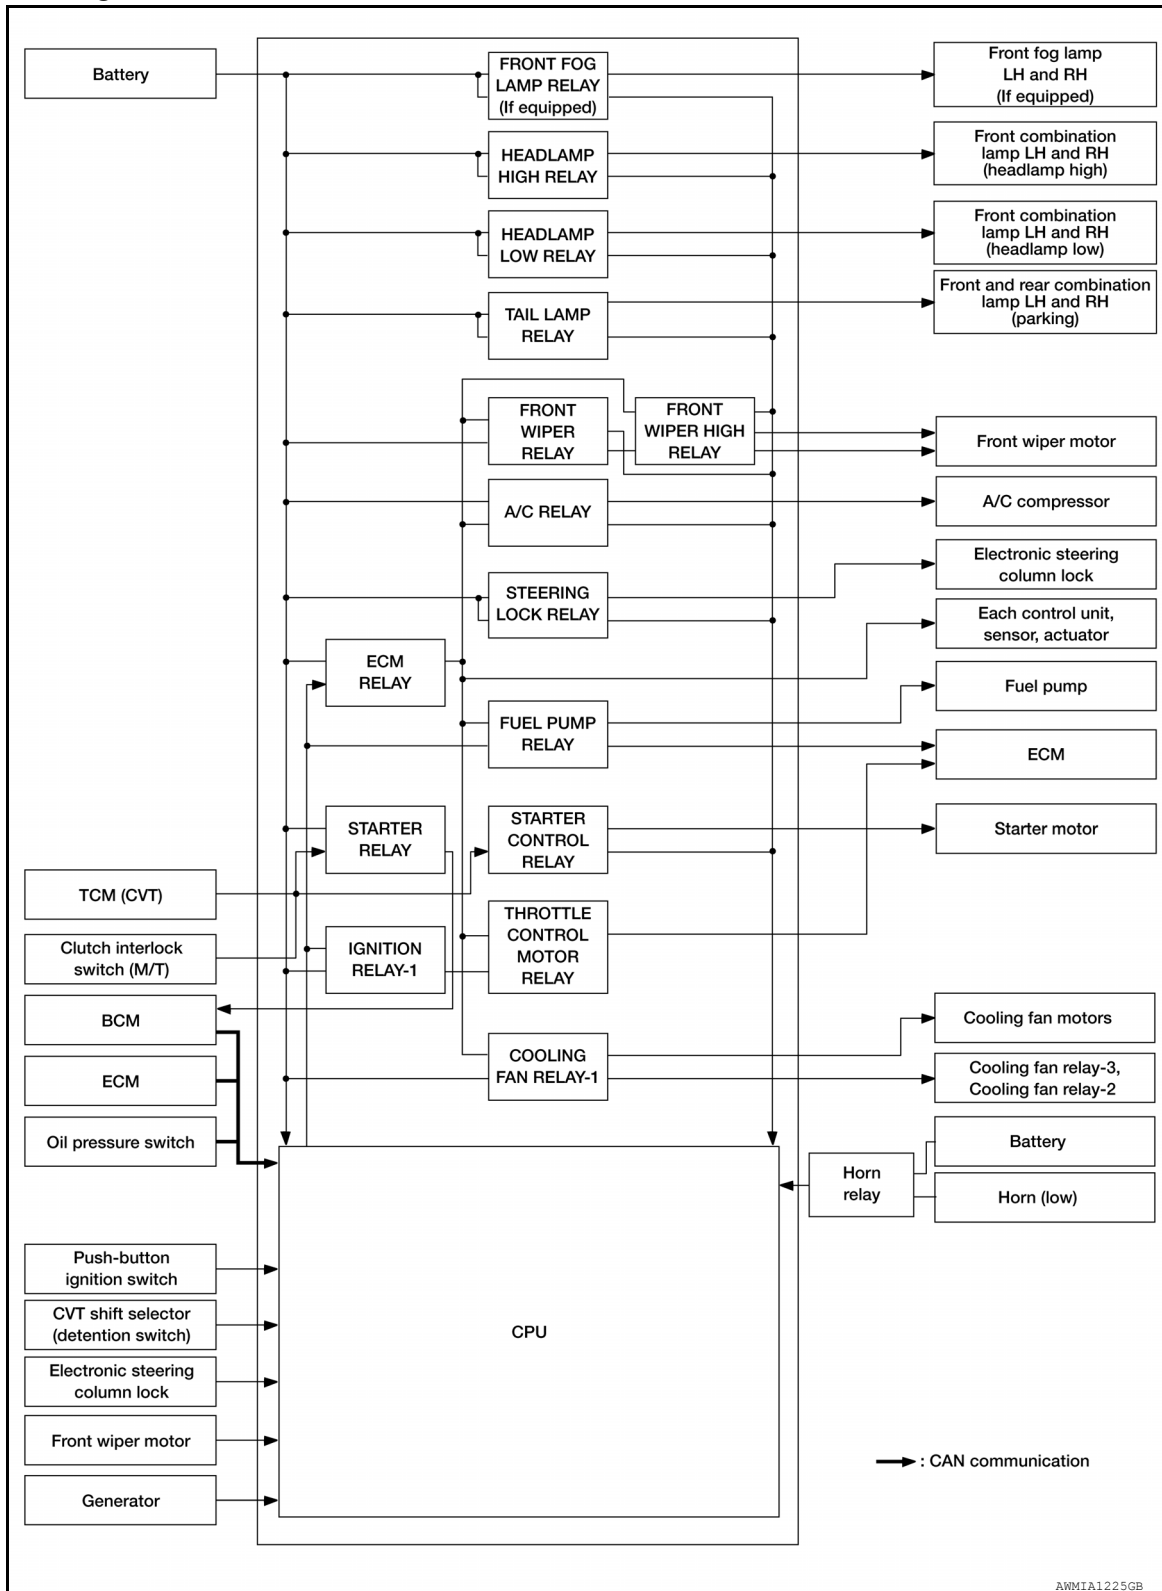 Battery
FRONT FOG
LAMP RELAY
(If equipped)
Front fog lamp
LH and RH
(If equipped)
HEADLAMP
HIGH RELAY
Front combination
lamp LH and RH
(headlamp high)
HEADLAMP
LOW RELAY
Front combination
lamp LH and RH
(headlamp low)
TAIL LAMP
RELAY
Front and rear combination
lamp LH and RH
(parking)
FRONT
WIPER
RELAY
FRONT
WIPER HIGH
RELAY
Front wiper motor
A/C RELAY
A/C compressor
STEERING
LOCK RELAY
Electronic steering
column lock
Each control unit,
sensor, actuator
ECM
RELAY
FUEL PUMP
RELAY
Fuel pump
ECM
STARTER
RELAY
STARTER
CONTROL
RELAY
Starter motor
TCM (CVT)
Clutch interlock
switch (M/T)
IGNITION
RELAY-1
THROTTLE
CONTROL
MOTOR
RELAY
BCM
ECM
Oil pressure switch
COOLING
FAN RELAY-1
Cooling fan motors
Cooling fan relay-3,
Cooling fan relay-2
Horn
relay
Battery
Horn (low)
Push-button
ignition switch
CVT shift selector
(detention switch)
Electronic steering
column lock
Front wiper motor
Generator
CPU
: CAN communication
AWMIA1225GB